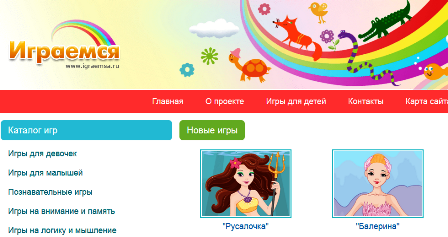 Играемся
www.igraemsa.ru
Главная О проекте Игры для детей Контакты Карта сайта
Каталог игр
Игры для девочек
Игры для малышей
Познавательные игры
Игры на внимание и память
Игры на логику и мышление
Новые игры
"Русалочка" "Балерина"